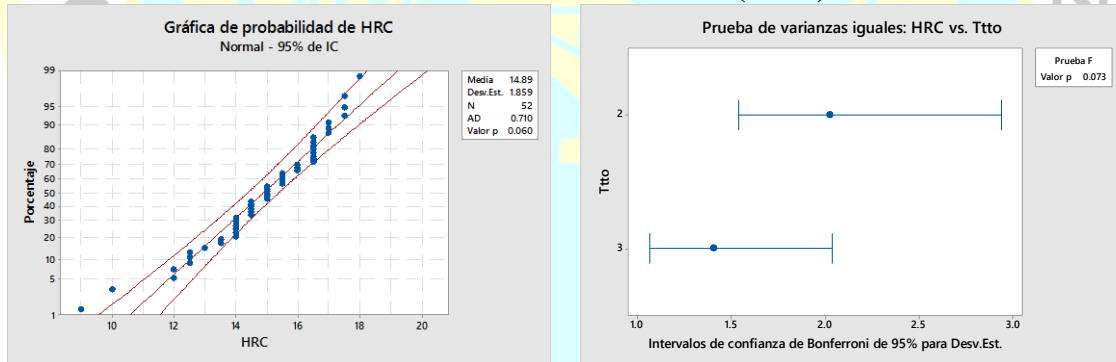 Gráfica de probabilidad de HRC
Normal - 95% de IC
99
95
90
80
70
60
50
40
30
20
10
5
1
Porcentaje
10 12 14 16 18 20
HRC
Media 14.89
Desv.Est. 1.859
N 52
AD 0.710
Valor p 0.060
Prueba de varianzas iguales: HRC vs. Ttto
Prueba F
Valor p 0.073
2
3
Ttto
1.0 1.5 2.0 2.5 3.0
Intervalos de confianza de Bonferroni de 95% para Desv.Est.